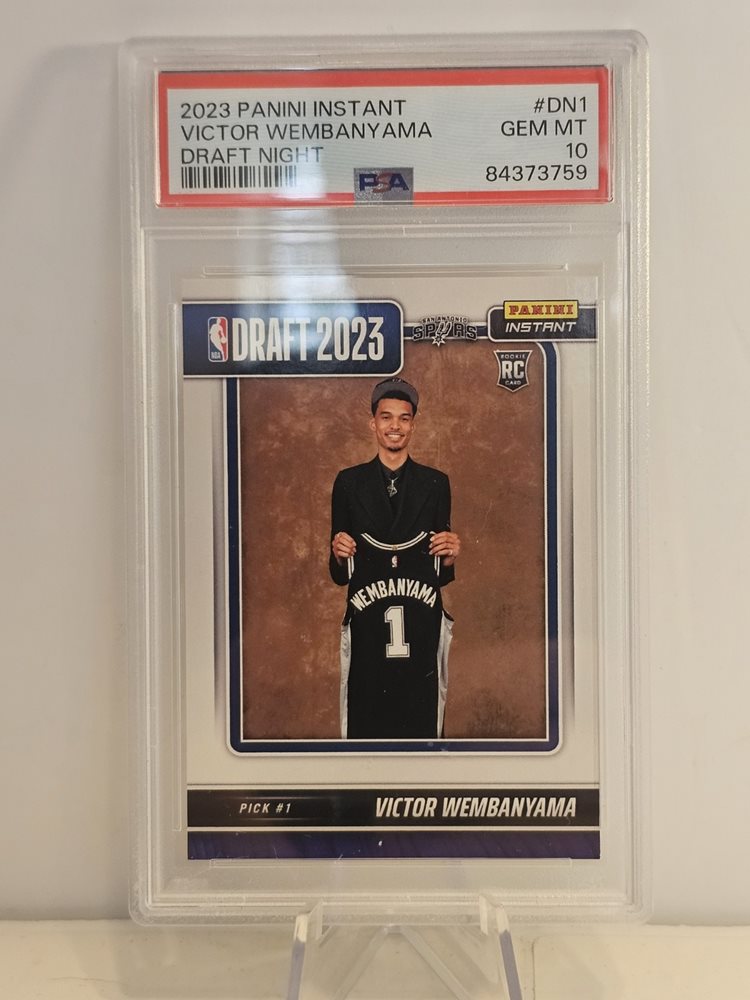 2023 PANINI INSTANT #DN1
VICTOR WEMBANYAMA GEM MT
DRAFT NIGHT 10
PSA 84373759
NBA DRAFT 2023
SAN ANTONIO
SPURS
PANINI
INSTANT
ROOKIE
RC
CARD
WEMBANYAMA
1
PICK #1 VICTOR WEMBANYAMA